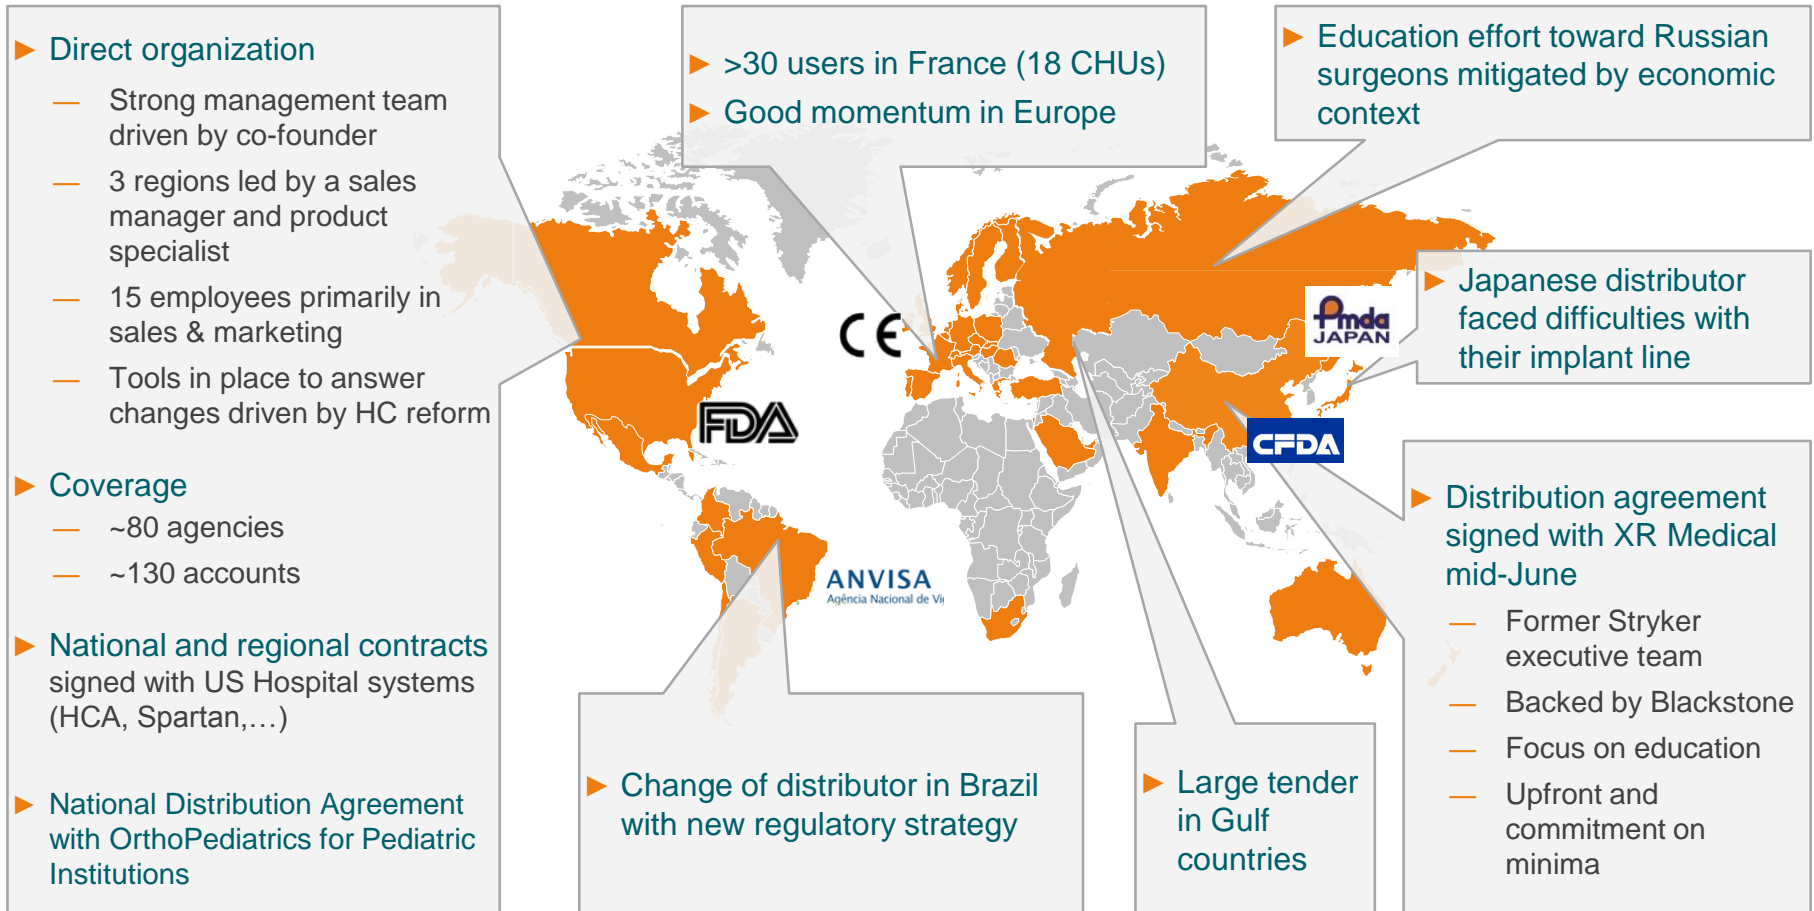 ► Direct organization
— Strong management team
driven by co-founder
— 3 regions led by a sales
manager and product
specialist
— 15 employees primarily in
sales & marketing
— Tools in place to answer
changes driven by HC reform
► Coverage
— ~80 agencies
— ~130 accounts
► National and regional contracts
signed with US Hospital systems
(HCA, Spartan,…)
► National Distribution Agreement
with OrthoPediatrics for Pediatric
Institutions
► >30 users in France (18 CHUs)
► Good momentum in Europe
► Education effort toward Russian
surgeons mitigated by economic
context
CE
FDA
Pmda
JAPAN
► Japanese distributor
faced difficulties with
their implant line
CFDA
ANVISA
Agência Nacional de Vi
► Distribution agreement
signed with XR Medical
mid-June
— Former Stryker
executive team
— Backed by Blackstone
— Focus on education
— Upfront and
commitment on
minima
► Change of distributor in Brazil
with new regulatory strategy
► Large tender
in Gulf
countries